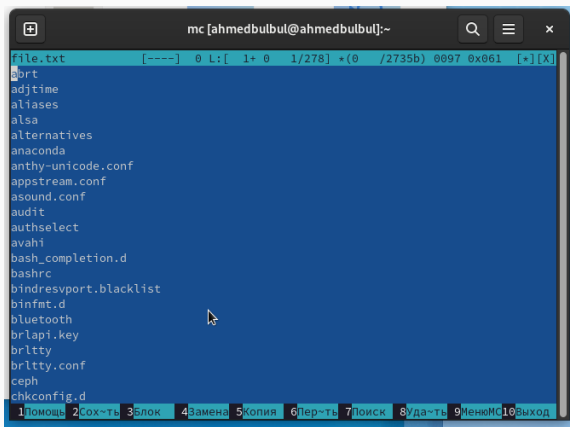 mc [ahmedbulbul@ahmedbulbul]:~
file.txt [----] 0 L:[ 1+ 0 1/278] *(0 /2735b) 0097 0x061 [*][X]
abrt
adjtime
aliases
alsa
alternatives
anaconda
anthy-unicode.conf
appstream.conf
asound.conf
audit
authselect
avahi
bash_completion.d
bashrc
bindresvport.blacklist
binfmt.d
bluetooth
brlapi.key
brltty
brltty.conf
ceph
chkconfig.d
1Помощь 2Сох~ть 3Блок 4Замена 5Копия 6Пер~ть 7Поиск 8Уда~ть 9МенюMC 10Выход